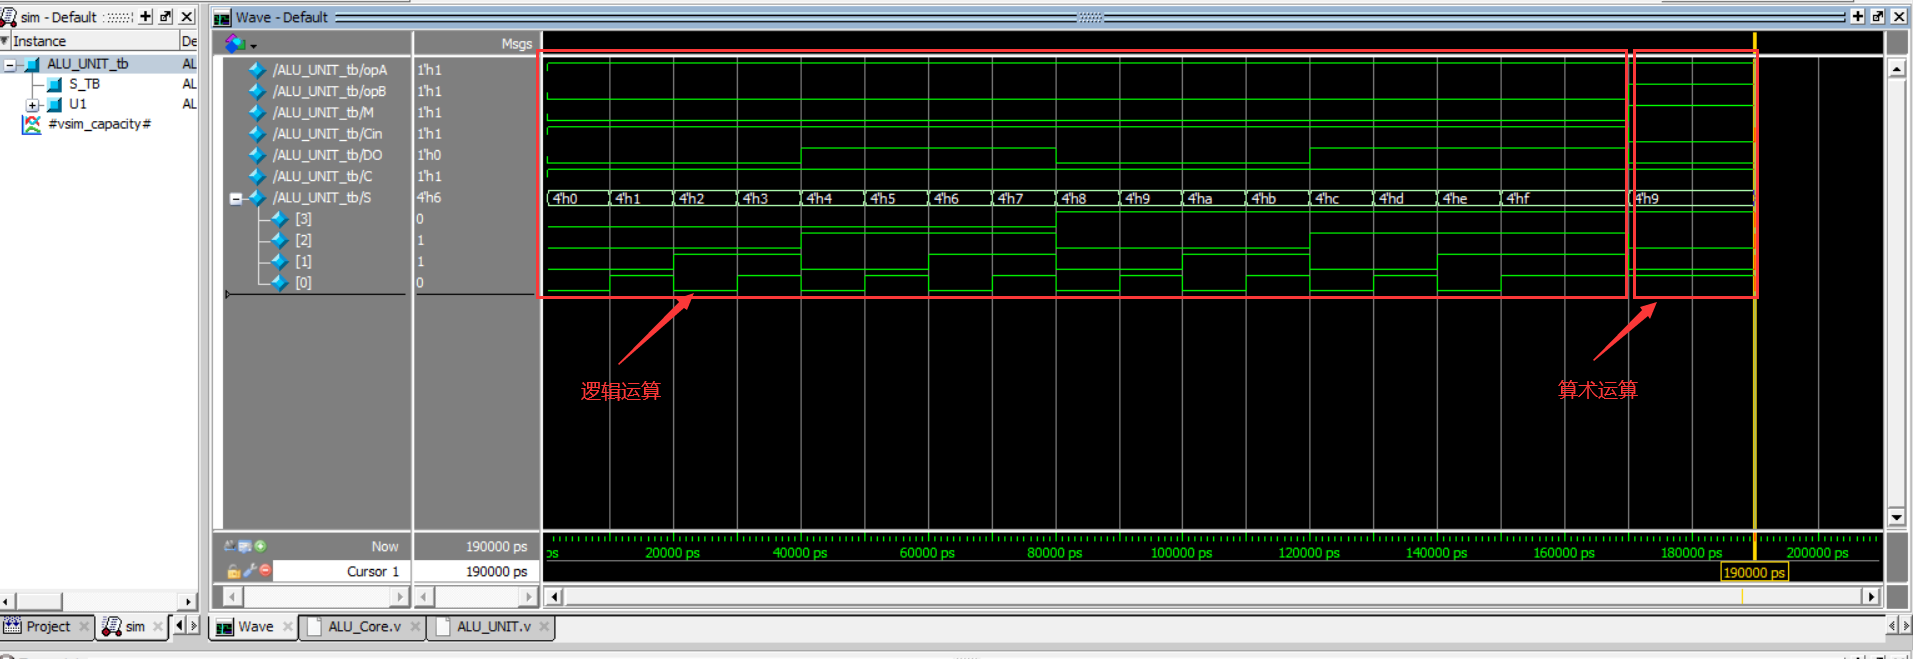 sim - Default
Wave - Default
Instance
De
Msgs
ALU_UNIT_tb
AL
S_TB
AL
U1
AL
#vsim_capacity#
/ALU_UNIT_tb/opA 1'h1
/ALU_UNIT_tb/opB 1'h1
/ALU_UNIT_tb/M 1'h1
/ALU_UNIT_tb/Cin 1'h1
/ALU_UNIT_tb/DO 1'h0
/ALU_UNIT_tb/C 1'h1
/ALU_UNIT_tb/S 4'h6 4'h0 4'h1 4'h2 4'h3 4'h4 4'h5 4'h6 4'h7 4'h8 4'h9 4'ha 4'hb 4'hc 4'hd 4'he 4'hf 4'h9
[3] 0
[2] 1
[1] 1
[0] 0
逻辑运算
算术运算
Now 190000 ps
20000 ps 40000 ps 60000 ps 80000 ps 100000 ps 120000 ps 140000 ps 160000 ps 180000 ps 200000 ps
Cursor 1 190000 ps
190000 ps
Project
sim
Wave
ALU_Core.v
ALU_UNIT.v